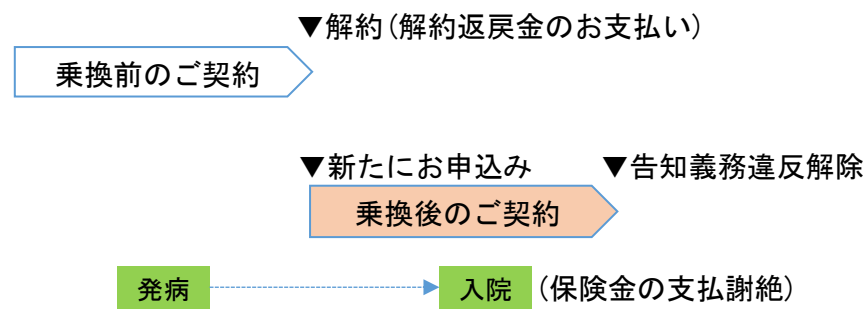 ▼解約(解約返戻金のお支払い)
乗換前のご契約
▼新たにお申込み ▼告知義務違反解除
乗換後のご契約
発病 入院 (保険金の支払謝絶)